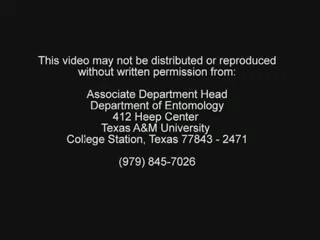 This video may not be distributed or reproduced
without written permission from:
Associate Department Head
Department of Entomology
412 Heep Center
Texas A&M University
College Station, Texas 77843 - 2471
(979) 845-7026